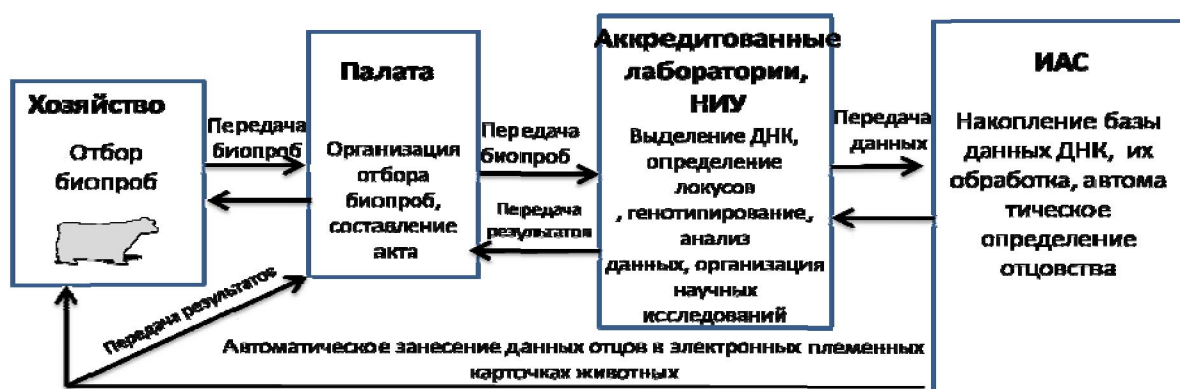 Хозяйство
Отбор
биопроб
Передача
биопроб
Палата
Организация
отбора
биопроб,
составление
акта
Передача
биопроб
Передача
результатов
Аккредитованные
лаборатории,
НИУ
Выделение ДНК,
определение
локусов
, генотипирование,
анализ
данных, организация
научных
исследований
Передача
данных
ИАС
Накопление базы
данных ДНК, их
обработка, автома
тическое
определение
отцовства
Передача результатов
Автоматическое занесение данных отцов в электронных племенных
карточках животных